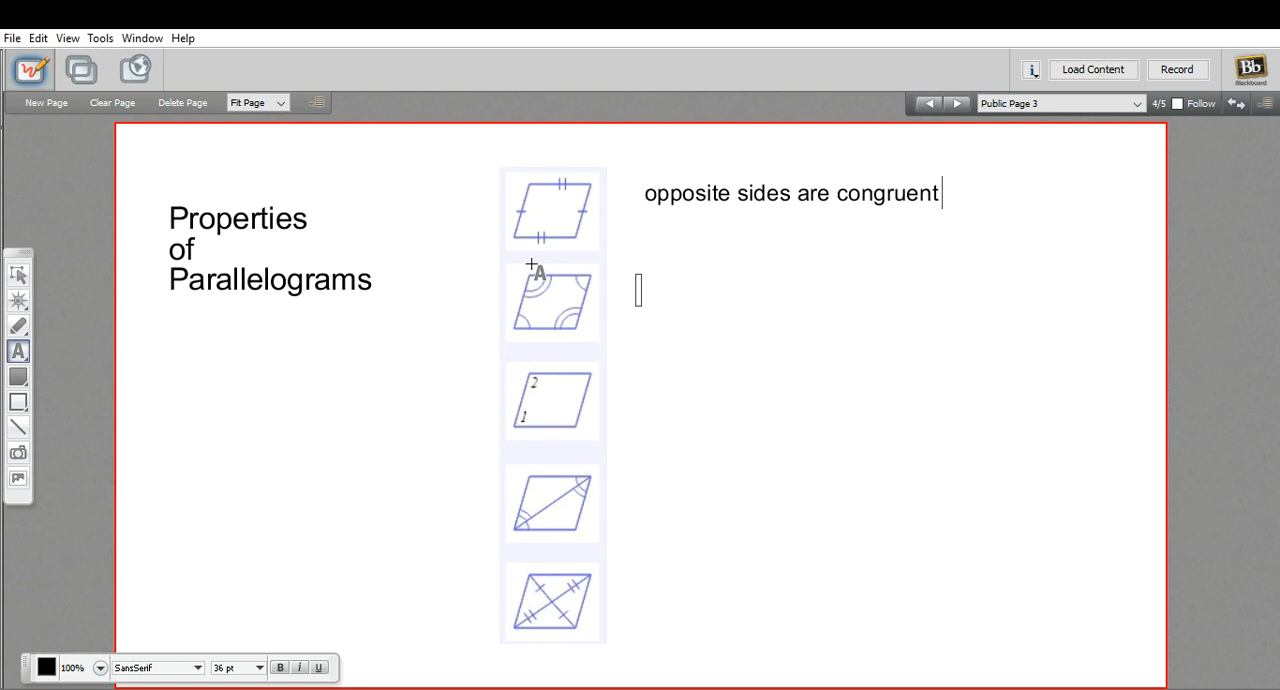 File Edit View Tools Window Help
i Load Content Record Bb
Blackboard
New Page Clear Page Delete Page Fit Page Public Page 3 4/5 Follow
opposite sides are congruent
Properties
of
Parallelograms
A
A
2
1
100% SansSerif 36 pt B i U